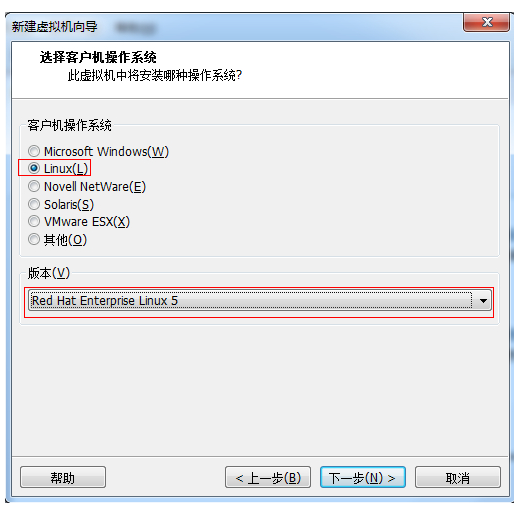 新建虚拟机向导
选择客户机操作系统
此虚拟机中将安装哪种操作系统?
客户机操作系统
Microsoft Windows(W)
Linux(L)
Novell NetWare(E)
Solaris(S)
VMware ESX(X)
其他(O)
版本(V)
Red Hat Enterprise Linux 5
帮助
< 上一步(B)
下一步(N) >
取消